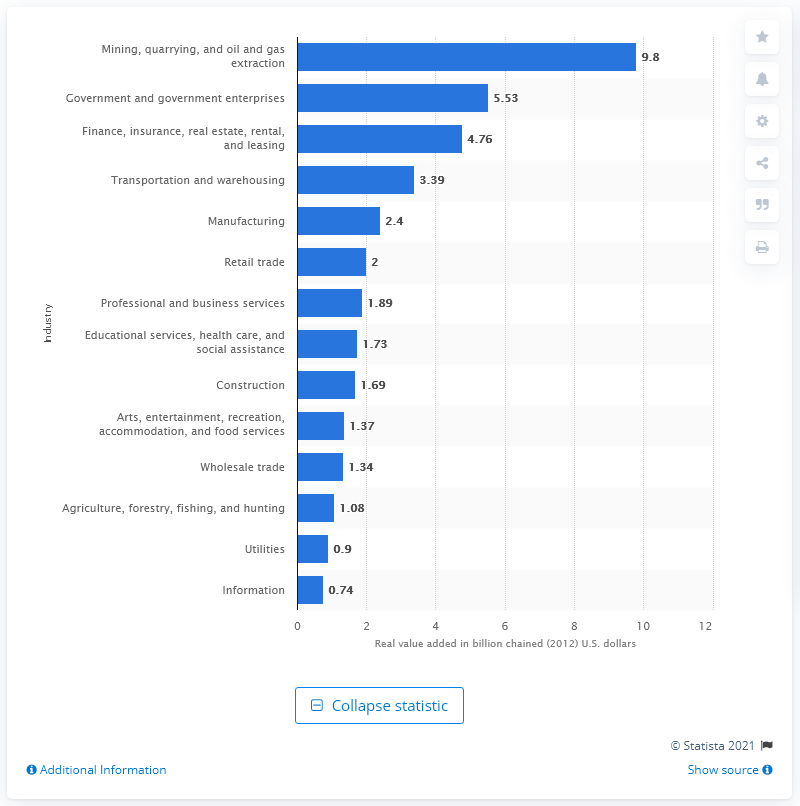 Mining, quarrying, and oil and gas
extraction
9.8
Government and government enterprises
5.53
Finance, insurance, real estate, rental,
and leasing
4.76
Transportation and warehousing
3.39
Manufacturing
2.4
Retail trade
2
Professional and business services
1.89
Educational services, health care, and
social assistance
1.73
Construction
1.69
Arts, entertainment, recreation,
accommodation, and food services
1.37
Wholesale trade
1.34
Agriculture, forestry, fishing, and hunting
1.08
Utilities
0.9
Information
0.74
Industry
0 2 4 6 8 10 12
Real value added in billion chained (2012) U.S. dollars
Collapse statistic
© Statista 2021
Additional Information
Show source